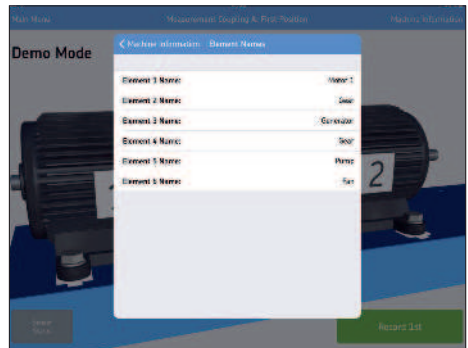 Main Menu Measurement Coupling A: First Position Machine Information
Demo Mode
Machine Information Element Names
Element 1 Name: Motor 1
Element 2 Name: Gear
Element 3 Name: Generator
Element 4 Name: Gear
Element 5 Name: Pump
Element 6 Name: Fan
2
Record 1st